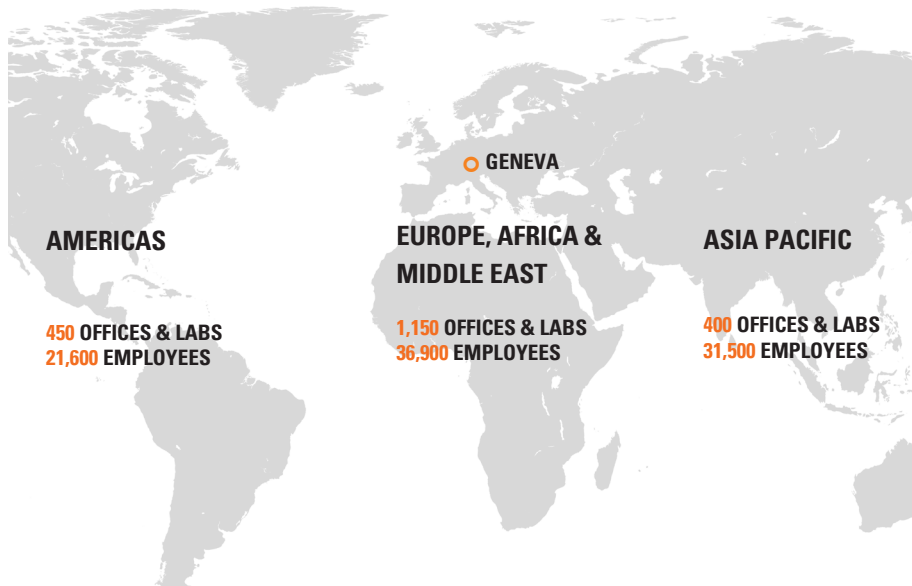 GENEVA
AMERICAS
450 OFFICES & LABS
21,600 EMPLOYEES
EUROPE, AFRICA &
MIDDLE EAST
1,150 OFFICES & LABS
36,900 EMPLOYEES
ASIA PACIFIC
400 OFFICES & LABS
31,500 EMPLOYEES